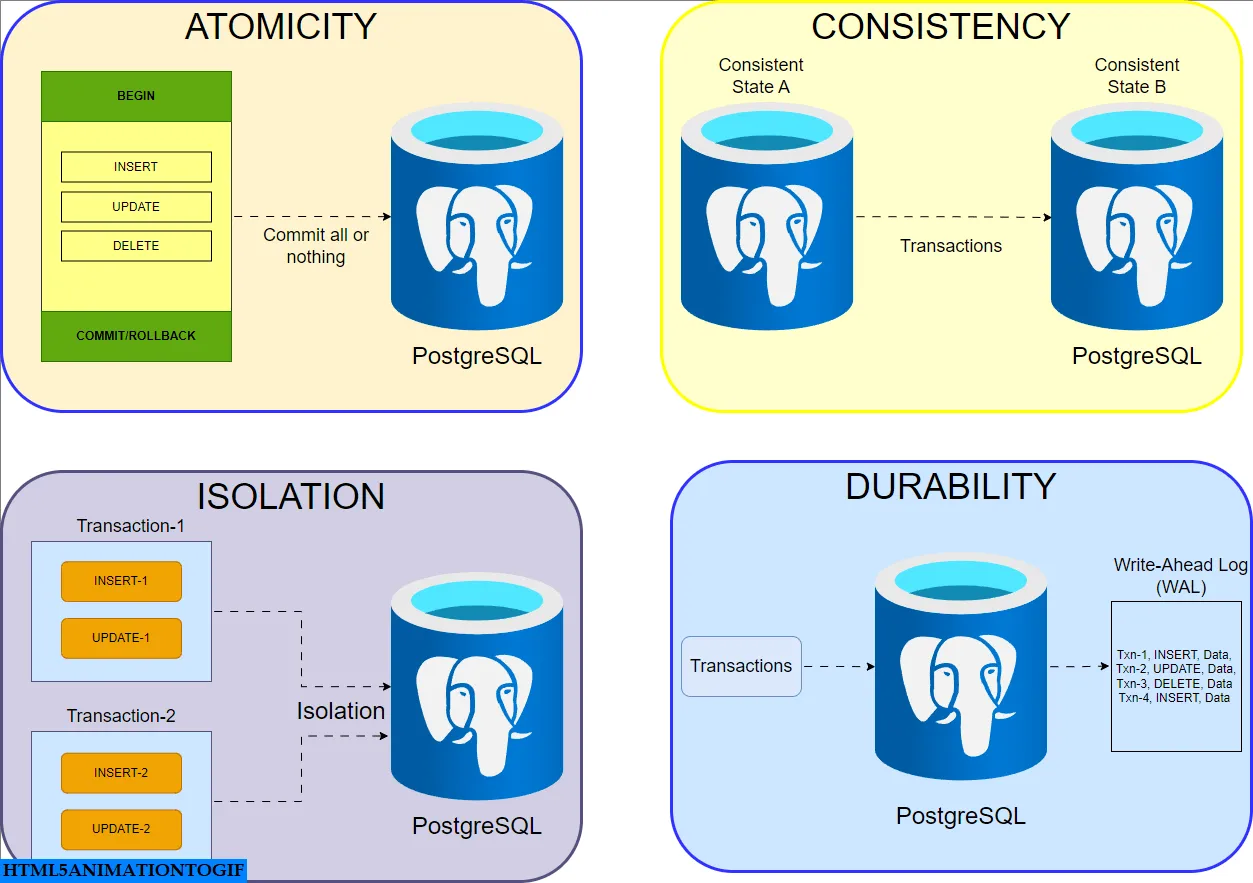 ATOMICITY
BEGIN
INSERT
UPDATE
DELETE
COMMIT/ROLLBACK
Commit all or
nothing
PostgreSQL
CONSISTENCY
Consistent
State A
Consistent
State B
Transactions
PostgreSQL
ISOLATION
Transaction-1
INSERT-1
UPDATE-1
Transaction-2
INSERT-2
UPDATE-2
Isolation
PostgreSQL
HTML5ANIMATIONTOGIF
DURABILITY
Transactions
PostgreSQL
Write-Ahead Log
(WAL)
Txn-1, INSERT, Data,
Txn-2, UPDATE, Data,
Txn-3, DELETE, Data
Txn-4, INSERT, Data